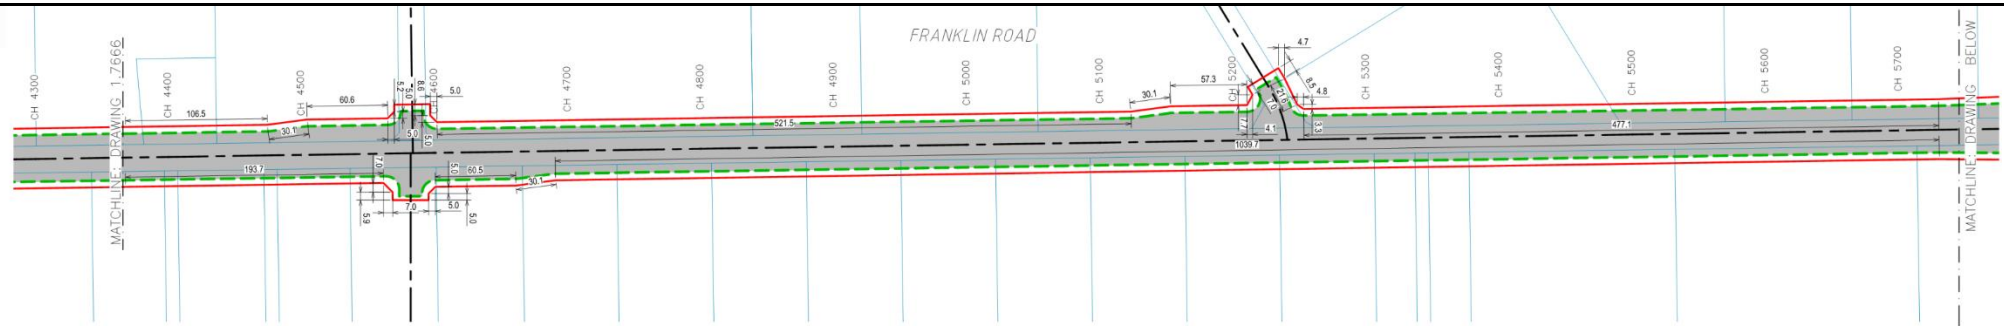 FRANKLIN ROAD
MATCHLINE: DRAWING 1.7666
CH 4300
CH 4400
CH 4500
CH 4600
CH 4700
CH 4800
CH 4900
CH 5000
CH 5100
CH 5200
CH 5300
CH 5400
CH 5500
CH 5600
CH 5700
MATCHLINE: DRAWING BELOW
106.5
60.6
30.1
5.2
5.0
8.6
5.0
5.0
5.0
521.5
30.1
57.3
4.7
8.5
4.8
21.6
7.0
7.7
4.1
3.3
477.1
1039.7
193.7
7.0
5.0
60.5
30.1
5.9
7.0
5.0
5.0